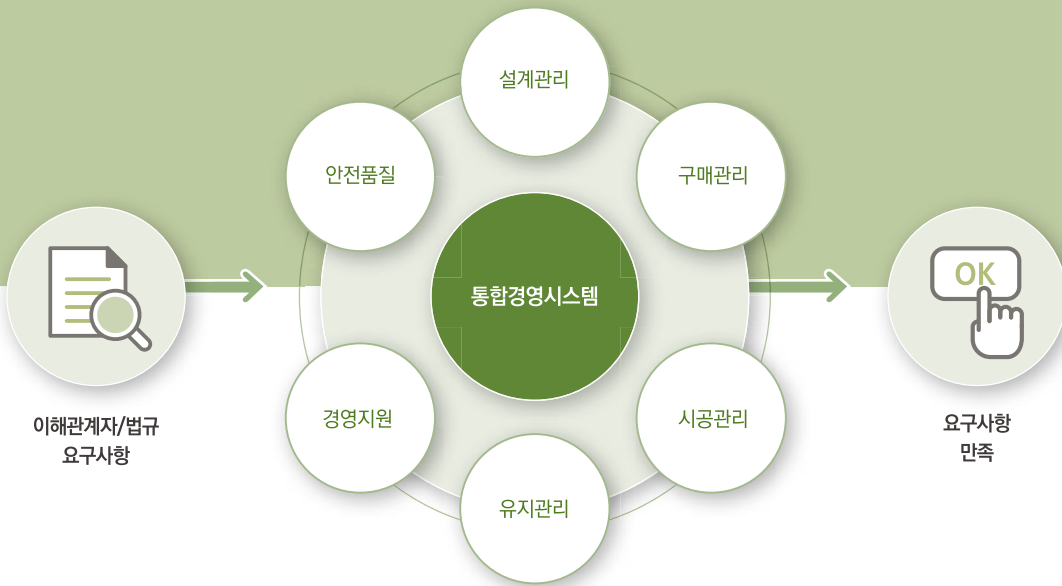 설계관리
안전품질
구매관리
통합경영시스템
이해관계자/법규
요구사항
경영지원
시공관리
유지관리
OK
요구사항
만족